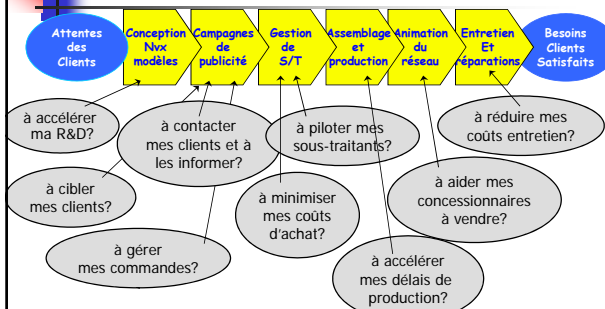 Attentes
des
Clients
Conception
Nvx
modèles
Campagnes
de
publicité
Gestion
de
S/T
Assemblage
et
production
Animation
du
réseau
Entretien
Et
réparations
Besoins
Clients
Satisfaits
à accélérer
ma R&D?
à contacter
mes clients et à
les informer?
à piloter mes
sous-traitants?
à réduire mes
coûts entretien?
à cibler
mes clients?
à minimiser
mes coûts
d'achat?
à aider mes
concessionnaires
à vendre?
à gérer
mes commandes?
à accélérer
mes délais de
production?